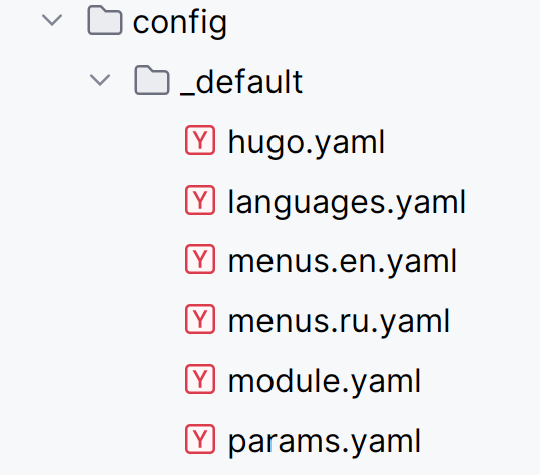 config
_default
Y hugo.yaml
Y languages.yaml
Y menus.en.yaml
Y menus.ru.yaml
Y module.yaml
Y params.yaml